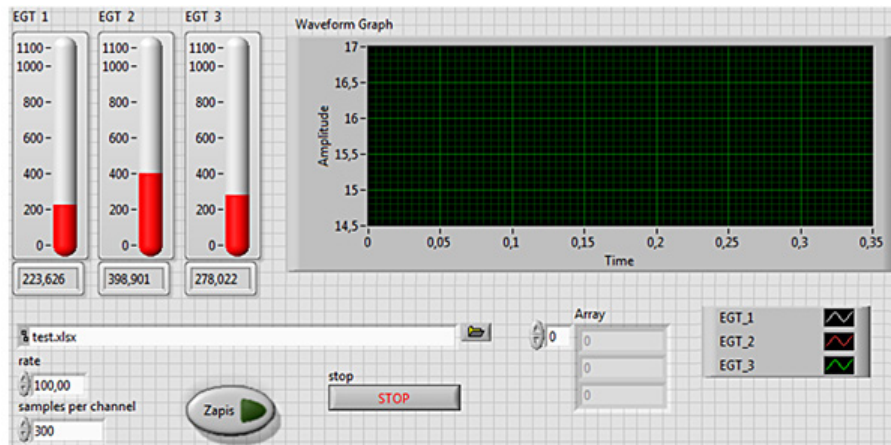 EGT 1 EGT 2 EGT 3
1100 1100 1100
1000 1000 1000
800 800 800
600 600 600
400 400 400
200 200 200
0 0 0
223,626 398,901 278,022
Waveform Graph
Amplitude
17
16,5
16
15,5
15
14,5
0 0,05 0,1 0,15 0,2 0,25 0,3 0,35
Time
test.xlsx
rate
100,00
samples per channel
300
Zapis
stop
STOP
Array
0
0
0
0
EGT_1
EGT_2
EGT_3